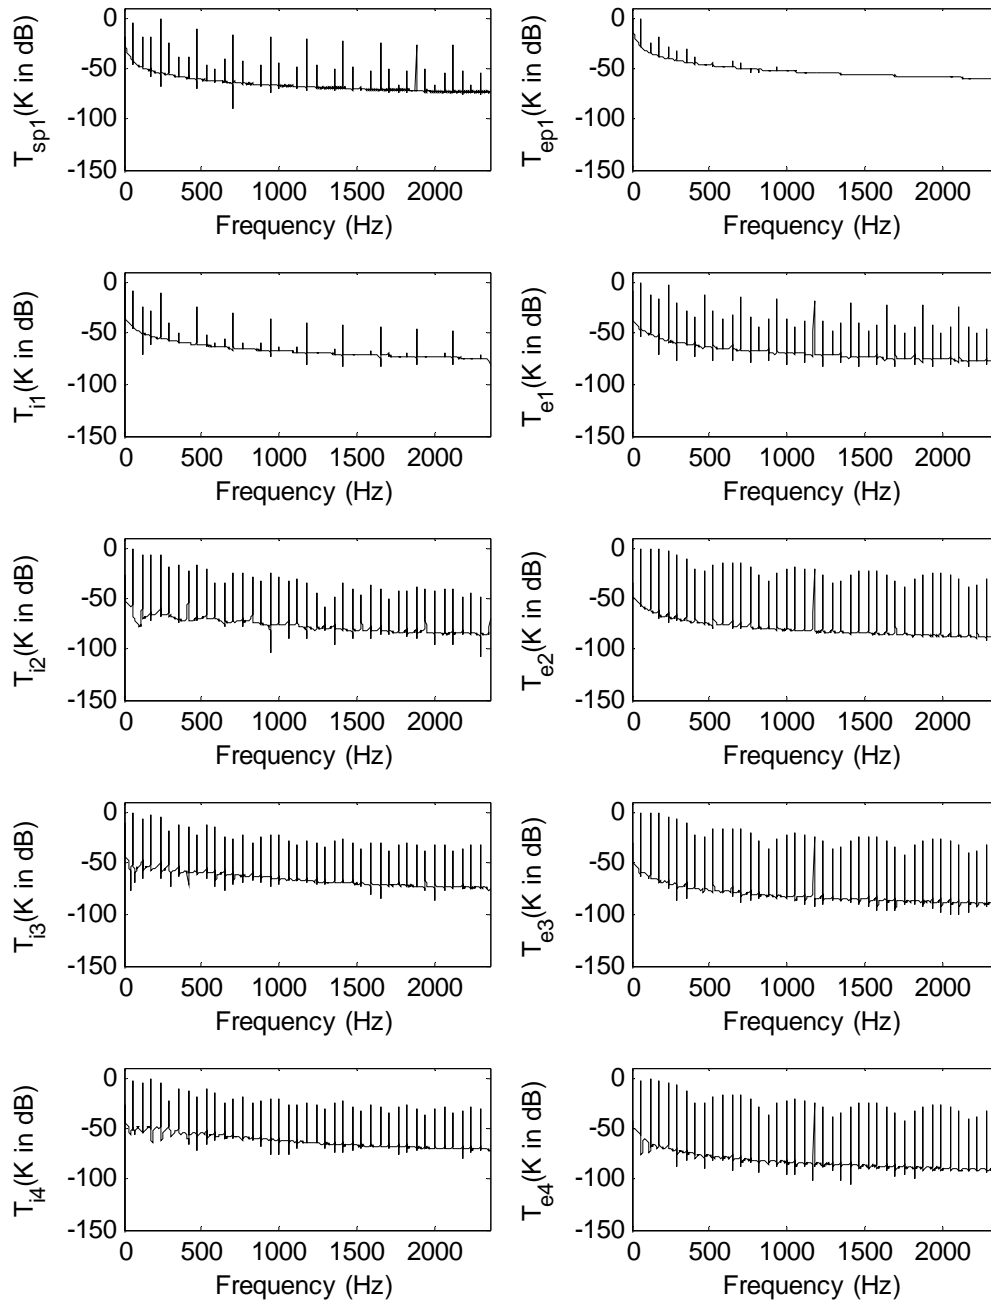 T_sp1(K in dB)
0
-50
-100
-150
0 500 1000 1500 2000
Frequency (Hz)
T_ep1(K in dB)
0
-50
-100
-150
0 500 1000 1500 2000
Frequency (Hz)
T_i1(K in dB)
0
-50
-100
-150
0 500 1000 1500 2000
Frequency (Hz)
T_e1(K in dB)
0
-50
-100
-150
0 500 1000 1500 2000
Frequency (Hz)
T_i2(K in dB)
0
-50
-100
-150
0 500 1000 1500 2000
Frequency (Hz)
T_e2(K in dB)
0
-50
-100
-150
0 500 1000 1500 2000
Frequency (Hz)
T_i3(K in dB)
0
-50
-100
-150
0 500 1000 1500 2000
Frequency (Hz)
T_e3(K in dB)
0
-50
-100
-150
0 500 1000 1500 2000
Frequency (Hz)
T_i4(K in dB)
0
-50
-100
-150
0 500 1000 1500 2000
Frequency (Hz)
T_e4(K in dB)
0
-50
-100
-150
0 500 1000 1500 2000
Frequency (Hz)